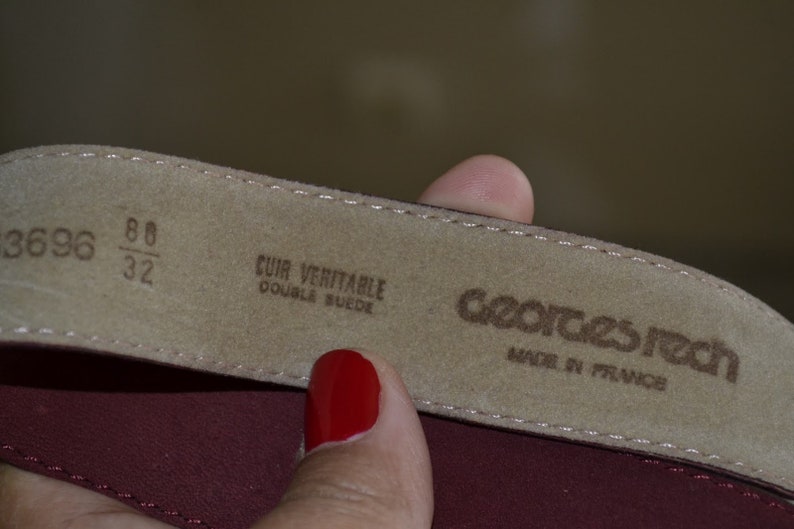 3696
88
32
CUIR VERITABLE
DOUBLE SUEDE
Georges rech
MADE IN FRANCE